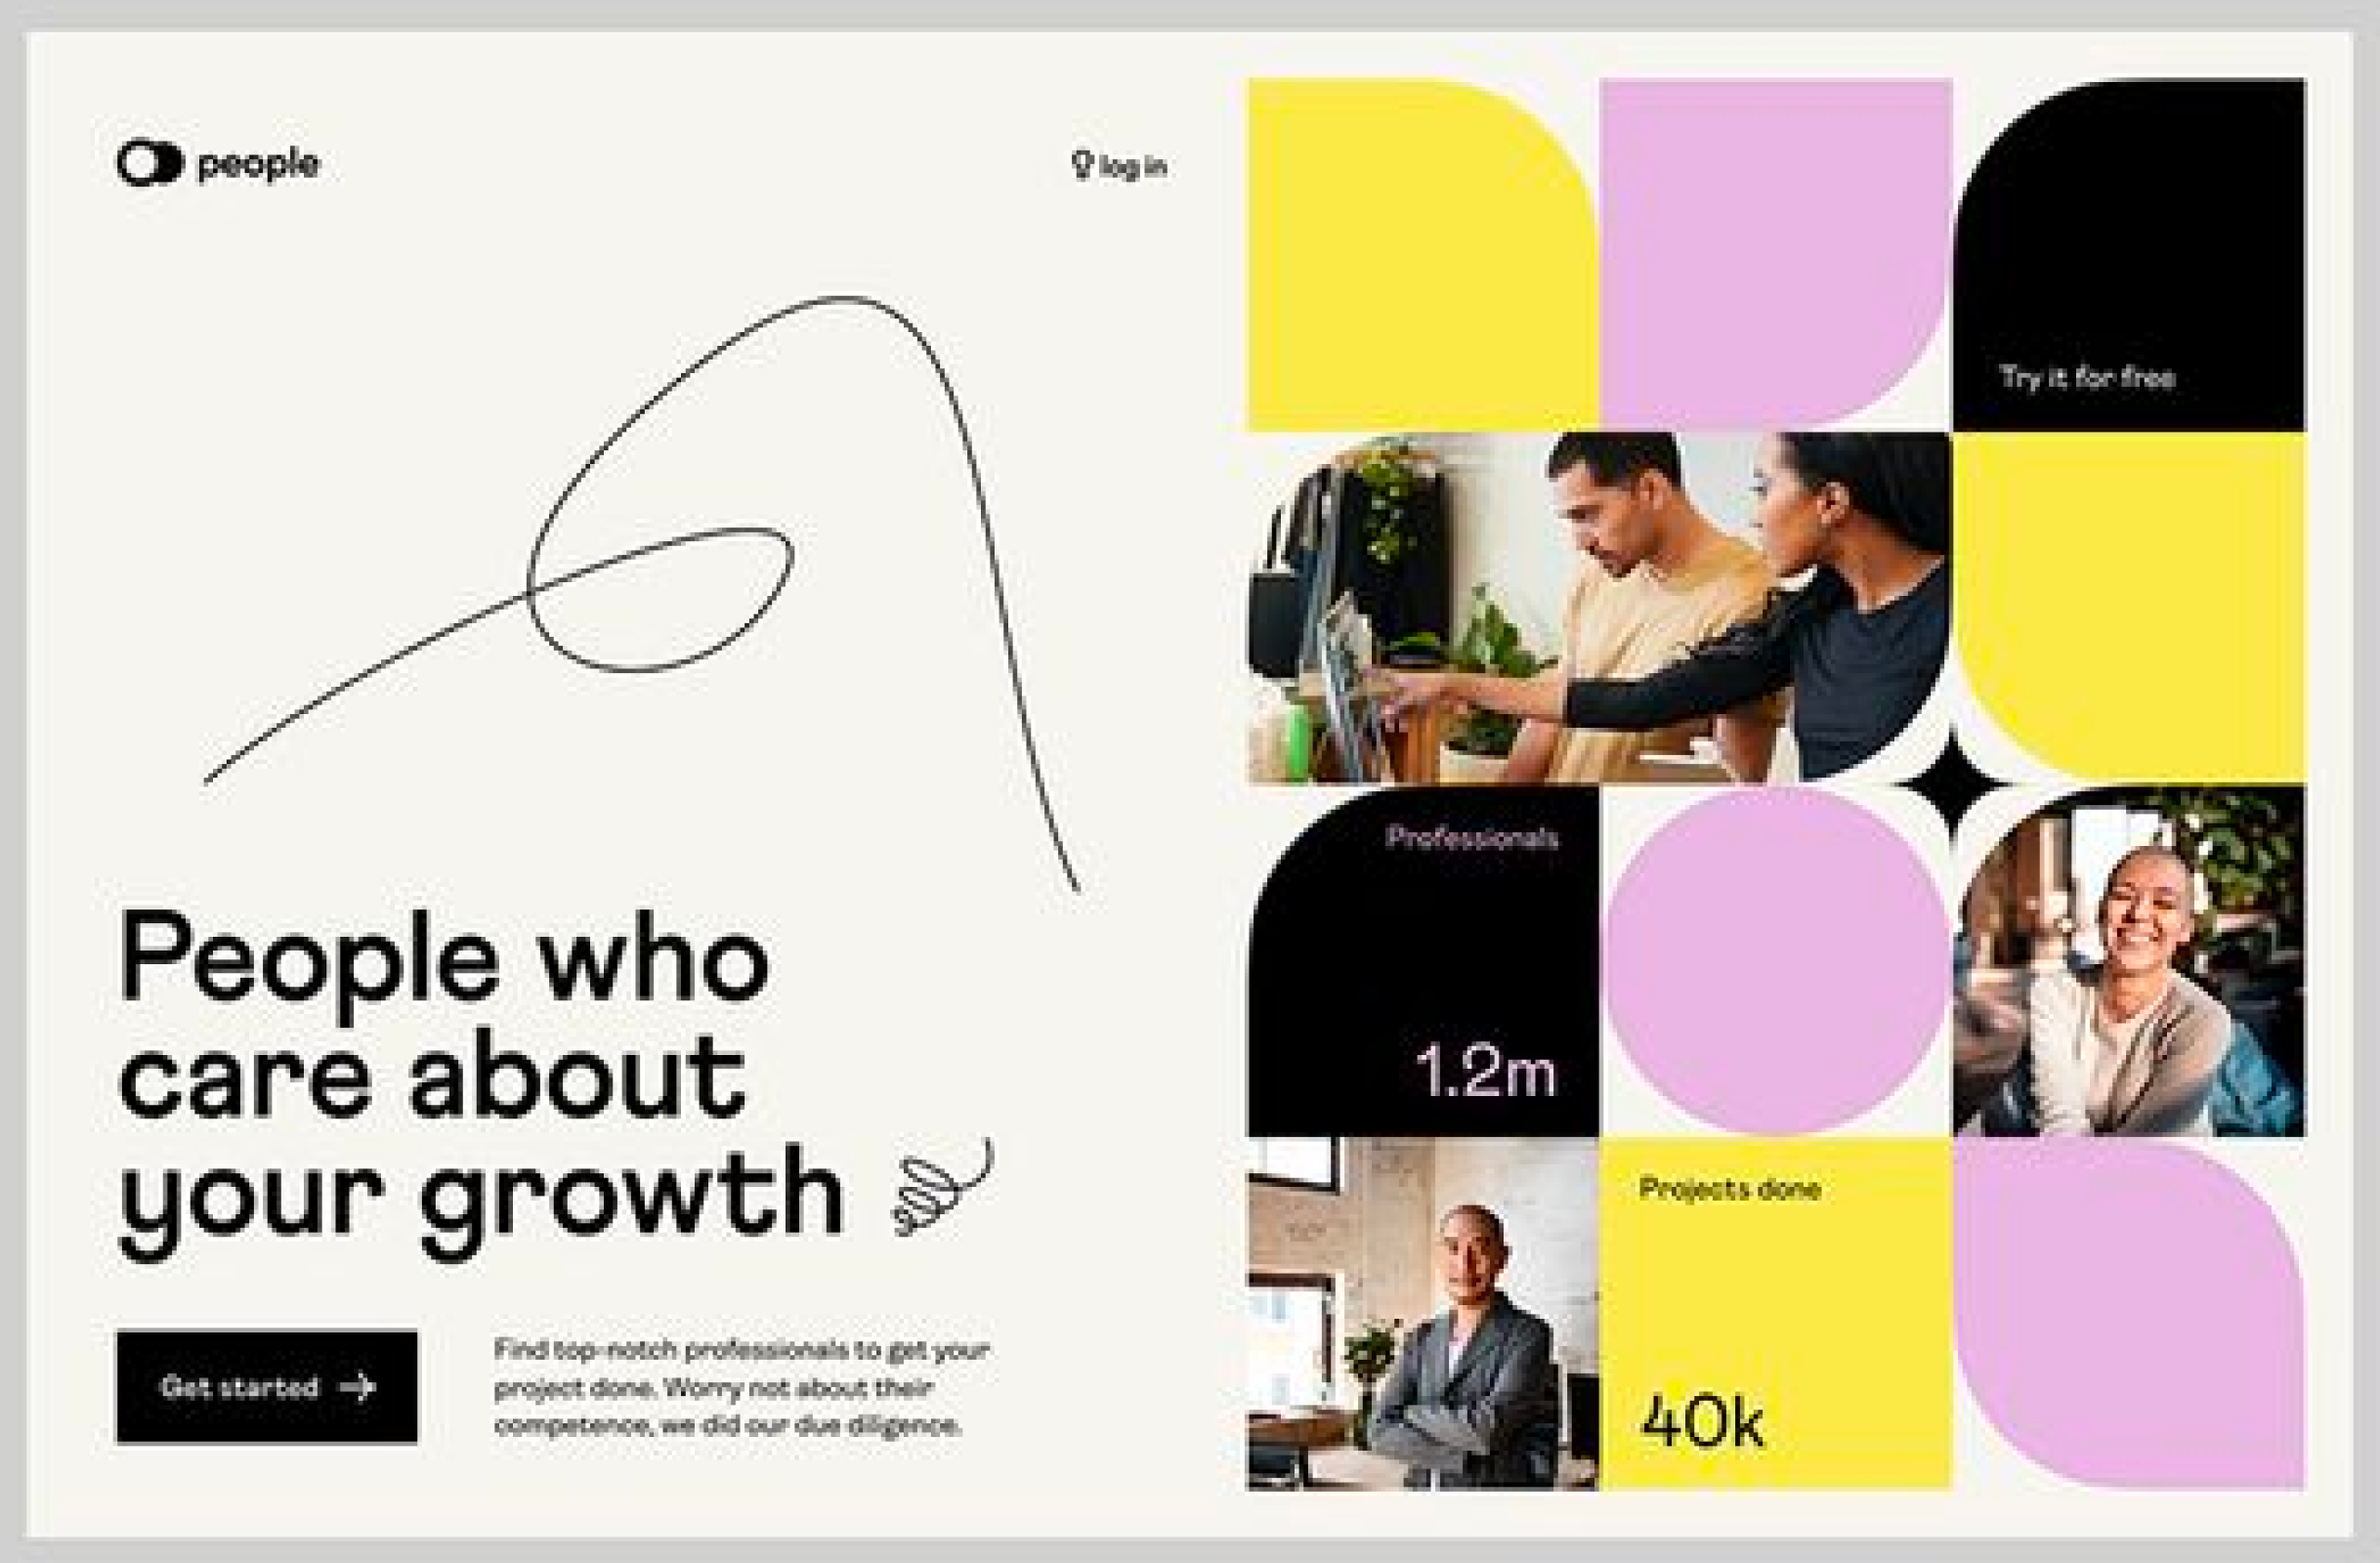 people
log in
People who
care about
your growth
Get started
Find top-notch professionals to get your
project done. Worry not about their
competence, we did our due diligence.
Try it for free
Professionals
1.2m
Projects done
40k